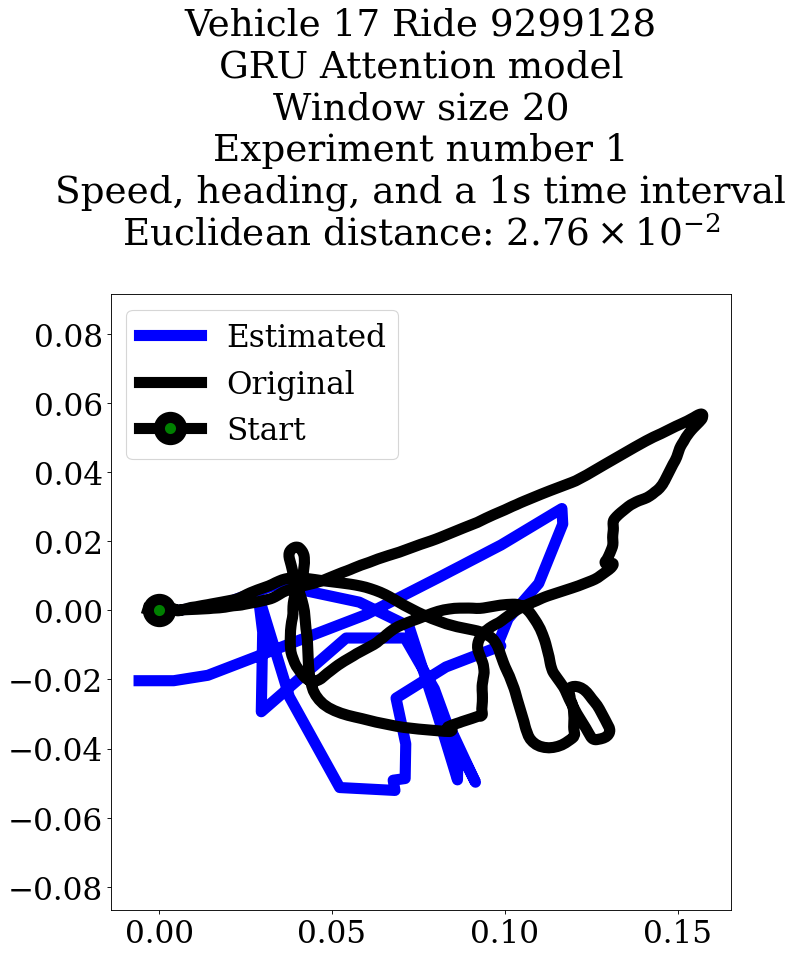 Vehicle 17 Ride 9299128
GRU Attention model
Window size 20
Experiment number 1
Speed, heading, and a 1s time interval
Euclidean distance: 2.76 × 10⁻²
Estimated
Original
Start
0.08
0.06
0.04
0.02
0.00
−0.02
−0.04
−0.06
−0.08
0.00 0.05 0.10 0.15